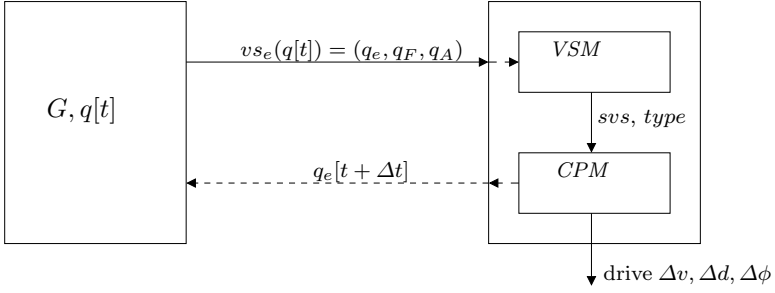 vs_e(q[t]) = (q_e, q_F, q_A)
VSM
G, q[t]
svs, type
q_e[t + Δt]
CPM
drive Δv, Δd, Δϕ